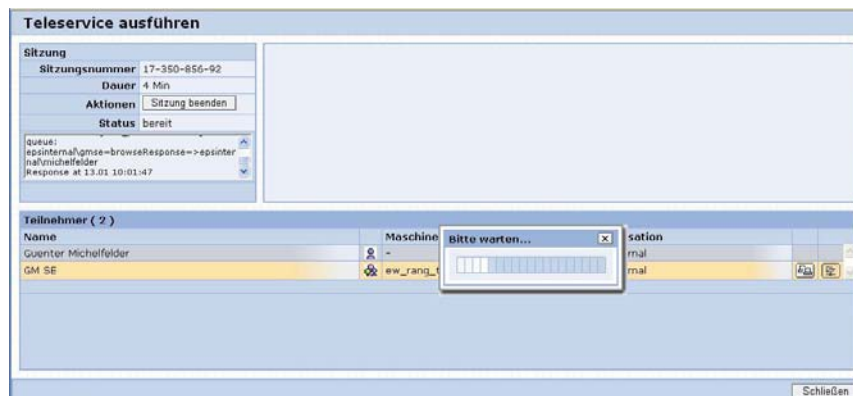 Teleservice ausführen
Sitzung
Sitzungsnummer 17-350-856-92
Dauer 4 Min
Aktionen Sitzung beenden
Status bereit
queue:
epsinternal\gmse=browseResponse=>epsinter
nal\michelfelder
Response at 13.01 10:01:47
Teilnehmer ( 2 )
Name Maschine sation
Bitte warten...
Guenter Michelfelder - rnal
GM SE ew_rang_t rnal
Schließen